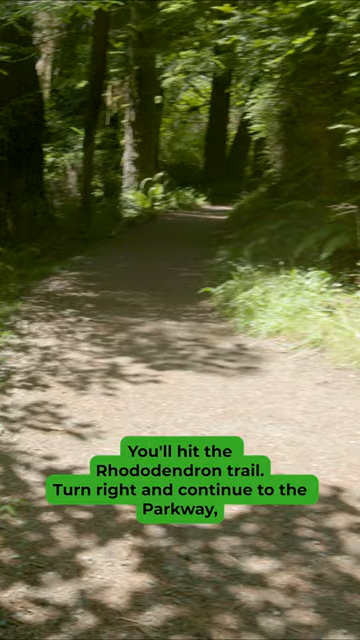 You'll hit the
Rhododendron trail.
Turn right and continue to the
Parkway,